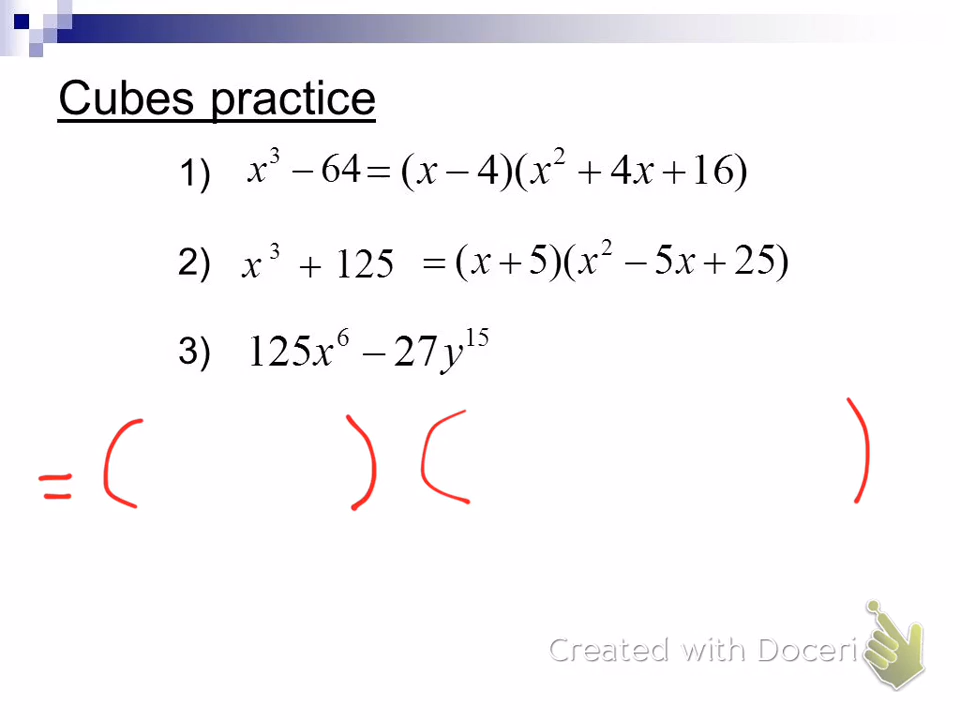 Cubes practice
1) x³ − 64 = (x − 4)(x² + 4x + 16)
2) x³ + 125 = (x + 5)(x² − 5x + 25)
3) 125x⁶ − 27y¹⁵
= ( ) ( )
Created with Doceri